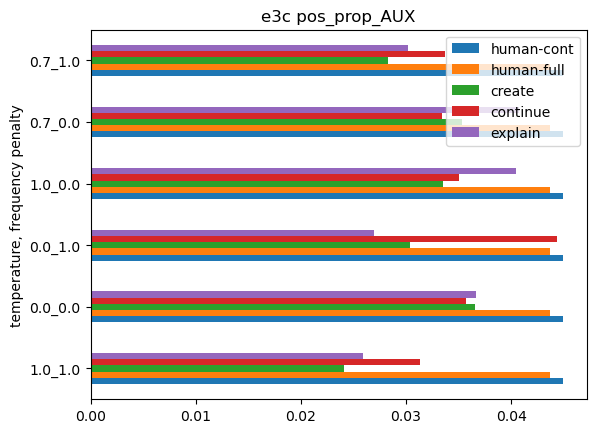 e3c pos_prop_AUX
human-cont
human-full
create
continue
explain
temperature, frequency penalty
0.7_1.0
0.7_0.0
1.0_0.0
0.0_1.0
0.0_0.0
1.0_1.0
0.00 0.01 0.02 0.03 0.04